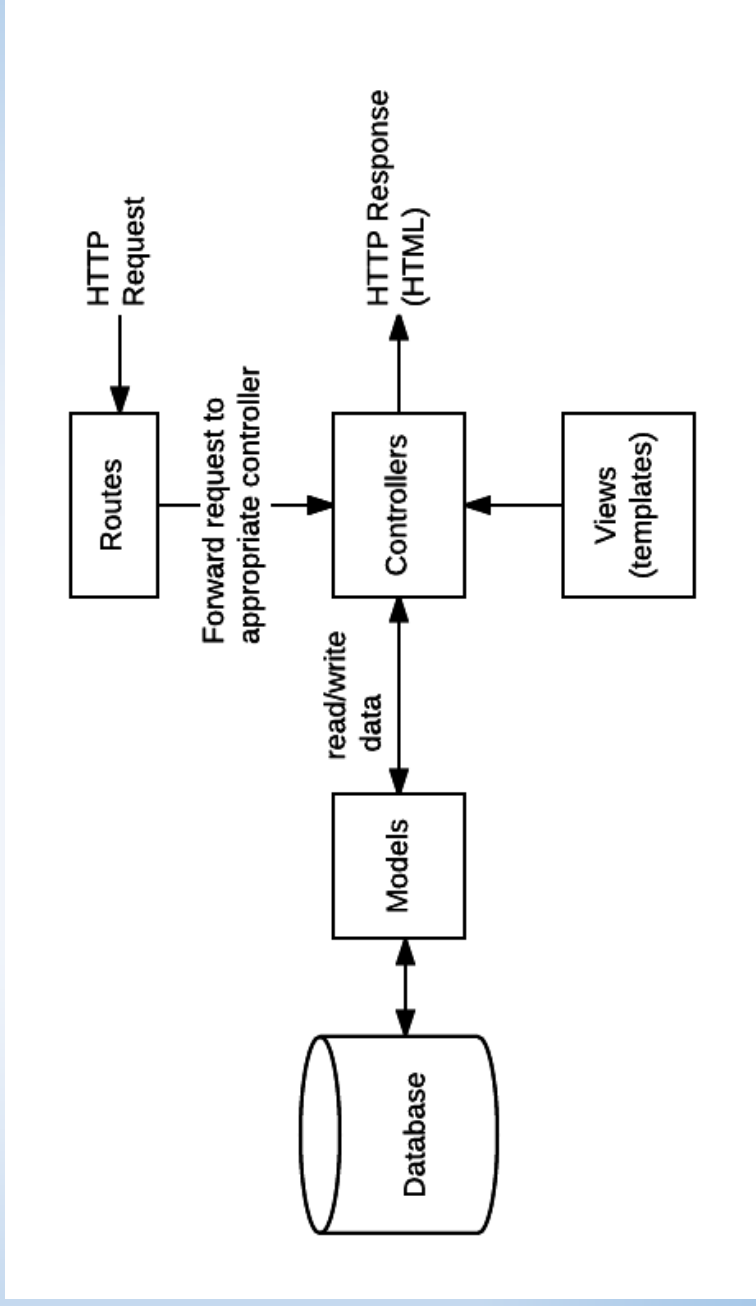 HTTP
Request
Routes
Forward request to
appropriate controller
Controllers
HTTP Response
(HTML)
read/write
data
Models
Database
Views
(templates)